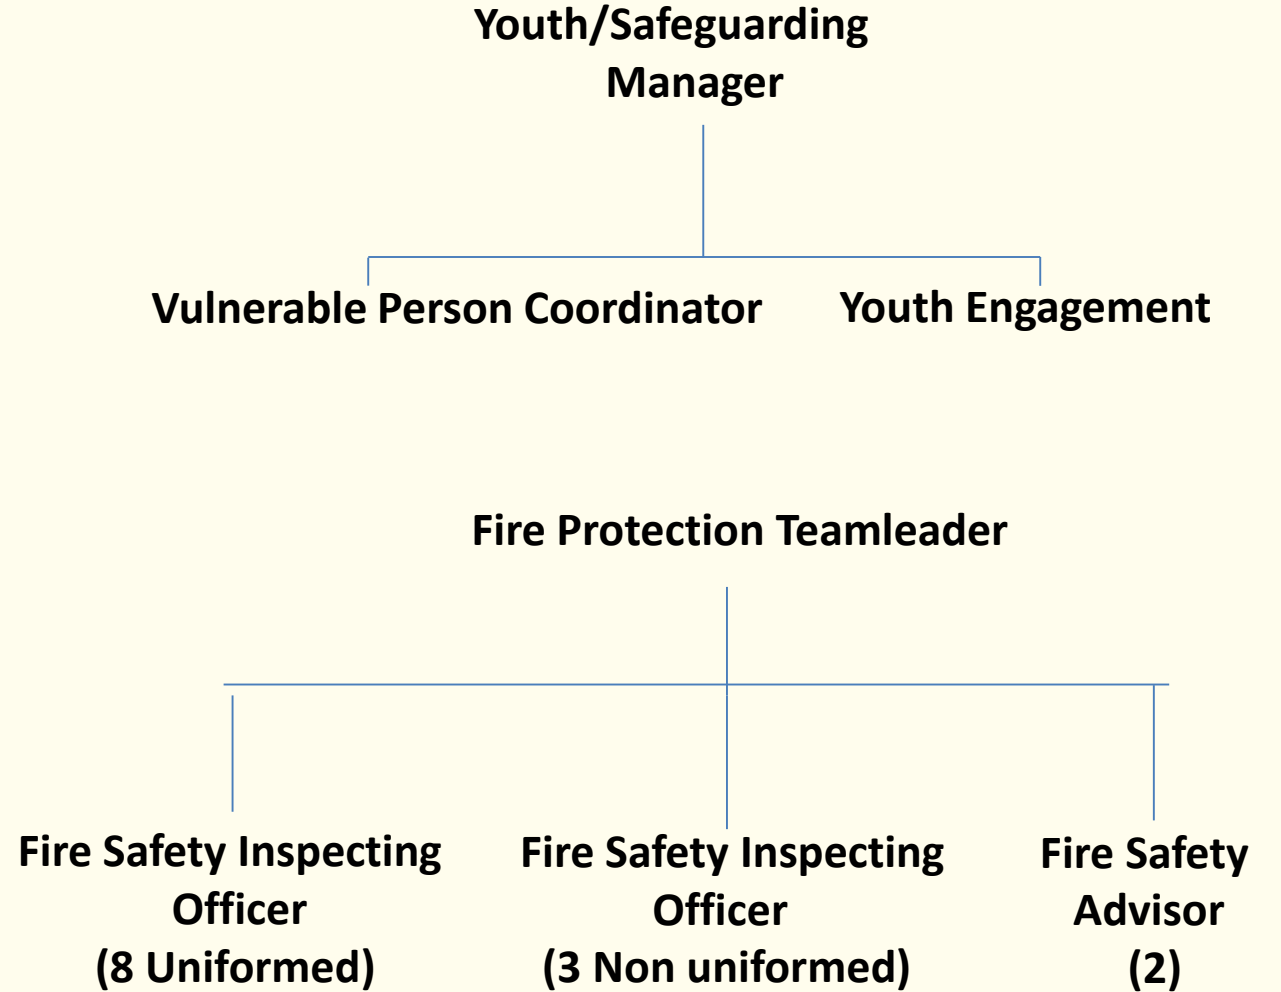 Youth/Safeguarding
Manager
Vulnerable Person Coordinator
Youth Engagement
Fire Protection Teamleader
Fire Safety Inspecting
Officer
(8 Uniformed)
Fire Safety Inspecting
Officer
(3 Non uniformed)
Fire Safety
Advisor
(2)